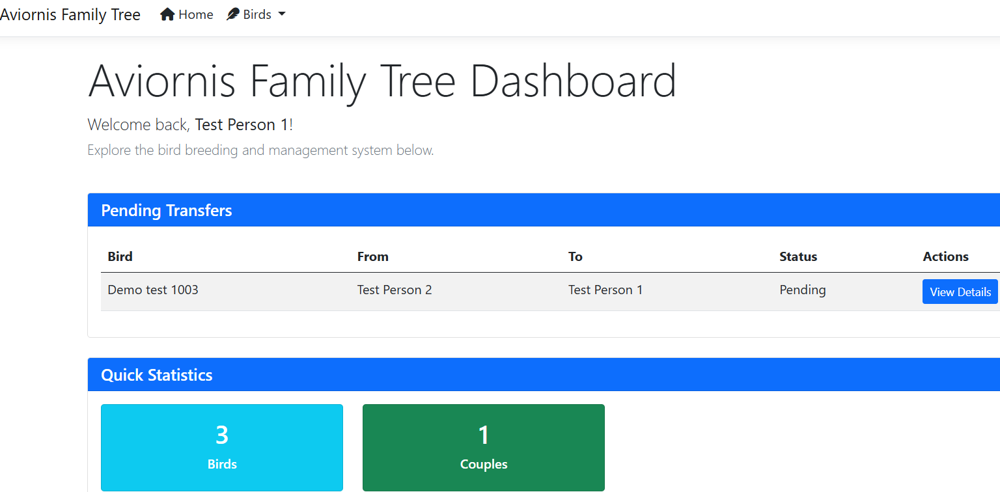 Aviornis Family Tree Home Birds
Aviornis Family Tree Dashboard
Welcome back, Test Person 1!
Explore the bird breeding and management system below.
Pending Transfers
Bird From To Status Actions
Demo test 1003 Test Person 2 Test Person 1 Pending View Details
Quick Statistics
3 1
Birds Couples